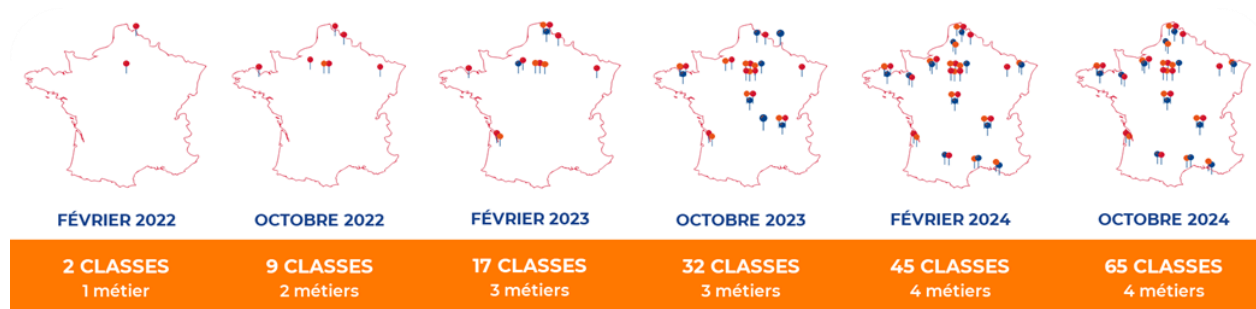 FÉVRIER 2022
OCTOBRE 2022
FÉVRIER 2023
OCTOBRE 2023
FÉVRIER 2024
OCTOBRE 2024
2 CLASSES
9 CLASSES
17 CLASSES
32 CLASSES
45 CLASSES
65 CLASSES
1 métier
2 métiers
3 métiers
3 métiers
4 métiers
4 métiers